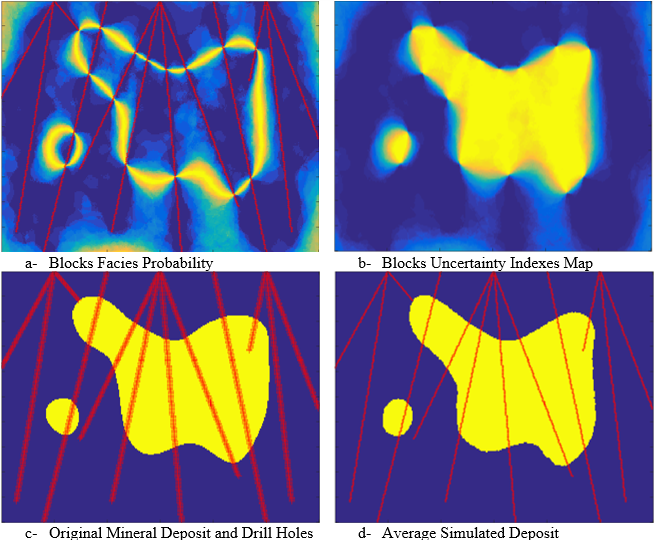 a- Blocks Facies Probability
b- Blocks Uncertainty Indexes Map
c- Original Mineral Deposit and Drill Holes
d- Average Simulated Deposit